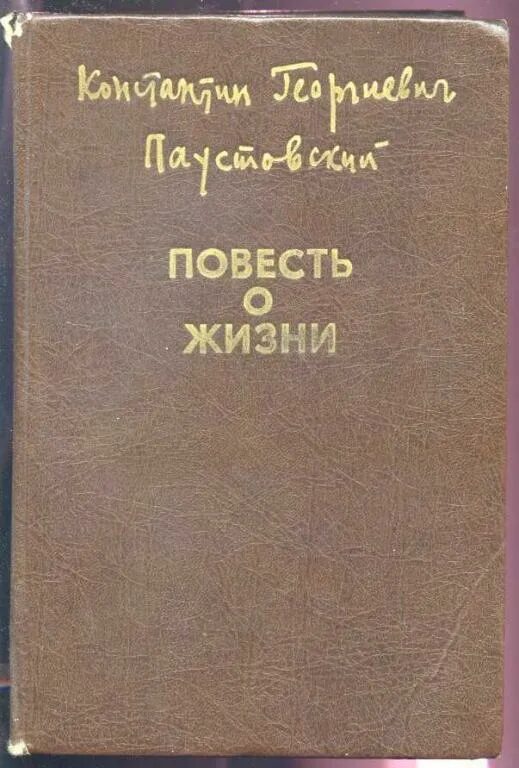 Константин Георгиевич
Паустовский
ПОВЕСТЬ
О
ЖИЗНИ